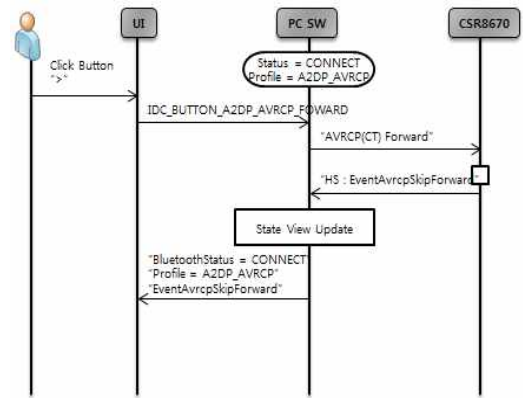 UI
PC SW
CSR8670
Status = CONNECT
Profile = A2DP_AVRCP
Click Button
">"
IDC_BUTTON_A2DP_AVRCP_FOWARD
"AVRCP(CT) Forward"
"HS : EventAvrcpSkipForward"
State View Update
"BluetoothStatus = CONNECT"
"Profile = A2DP_AVRCP"
"EventAvrcpSkipForward"